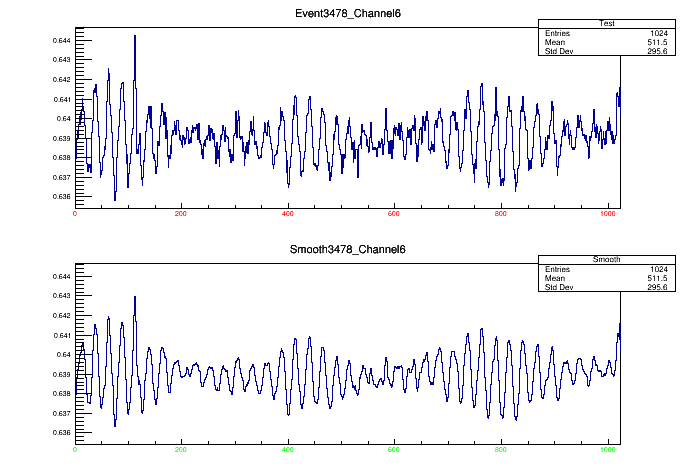 Event3478_Channel6
Test
Entries 1024
Mean 511.5
Std Dev 295.6
0.644
0.643
0.642
0.641
0.64
0.639
0.638
0.637
0.636
0 200 400 600 800 1000
Smooth3478_Channel6
Smooth
Entries 1024
Mean 511.5
Std Dev 295.6
0.644
0.643
0.642
0.641
0.64
0.639
0.638
0.637
0.636
0 200 400 600 800 1000